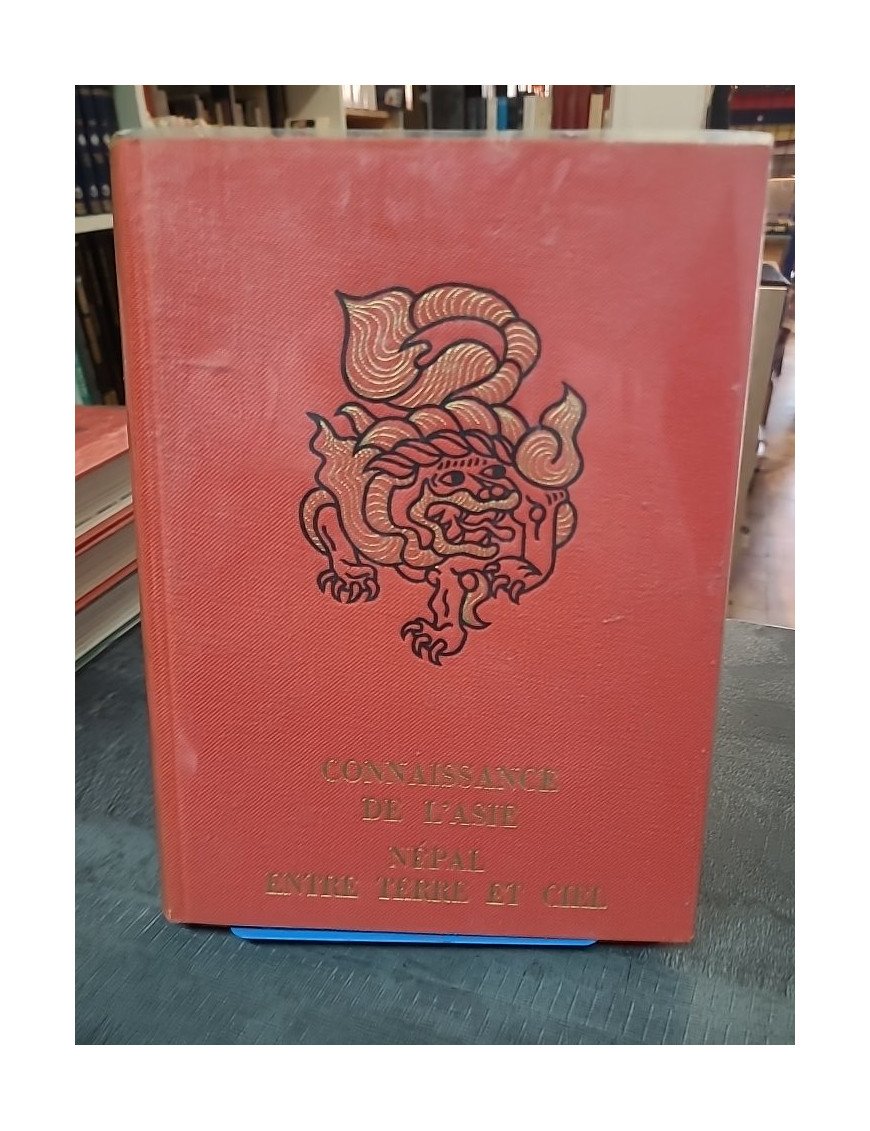 CONNAISSANCE
DE L'ASIE
NÉPAL
ENTRE TERRE ET CIEL